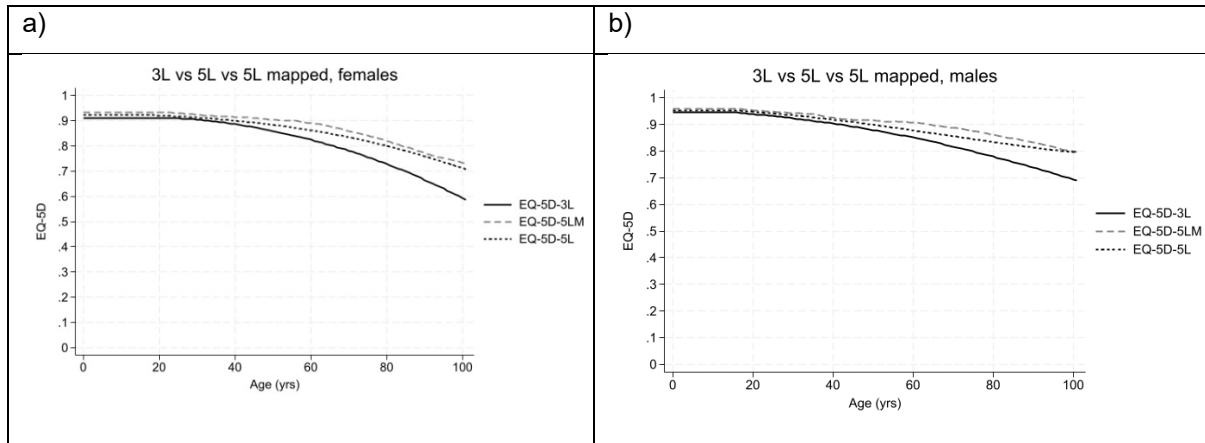 a)
b)
3L vs 5L vs 5L mapped, females
1
.9
.8
.7
.6
.5
.4
.3
.2
.1
0
EQ-5D
0 20 40 60 80 100
Age (yrs)
EQ-5D-3L
EQ-5D-5LM
EQ-5D-5L
3L vs 5L vs 5L mapped, males
1
.9
.8
.7
.6
.5
.4
.3
.2
.1
0
EQ-5D
0 20 40 60 80 100
Age (yrs)
EQ-5D-3L
EQ-5D-5LM
EQ-5D-5L